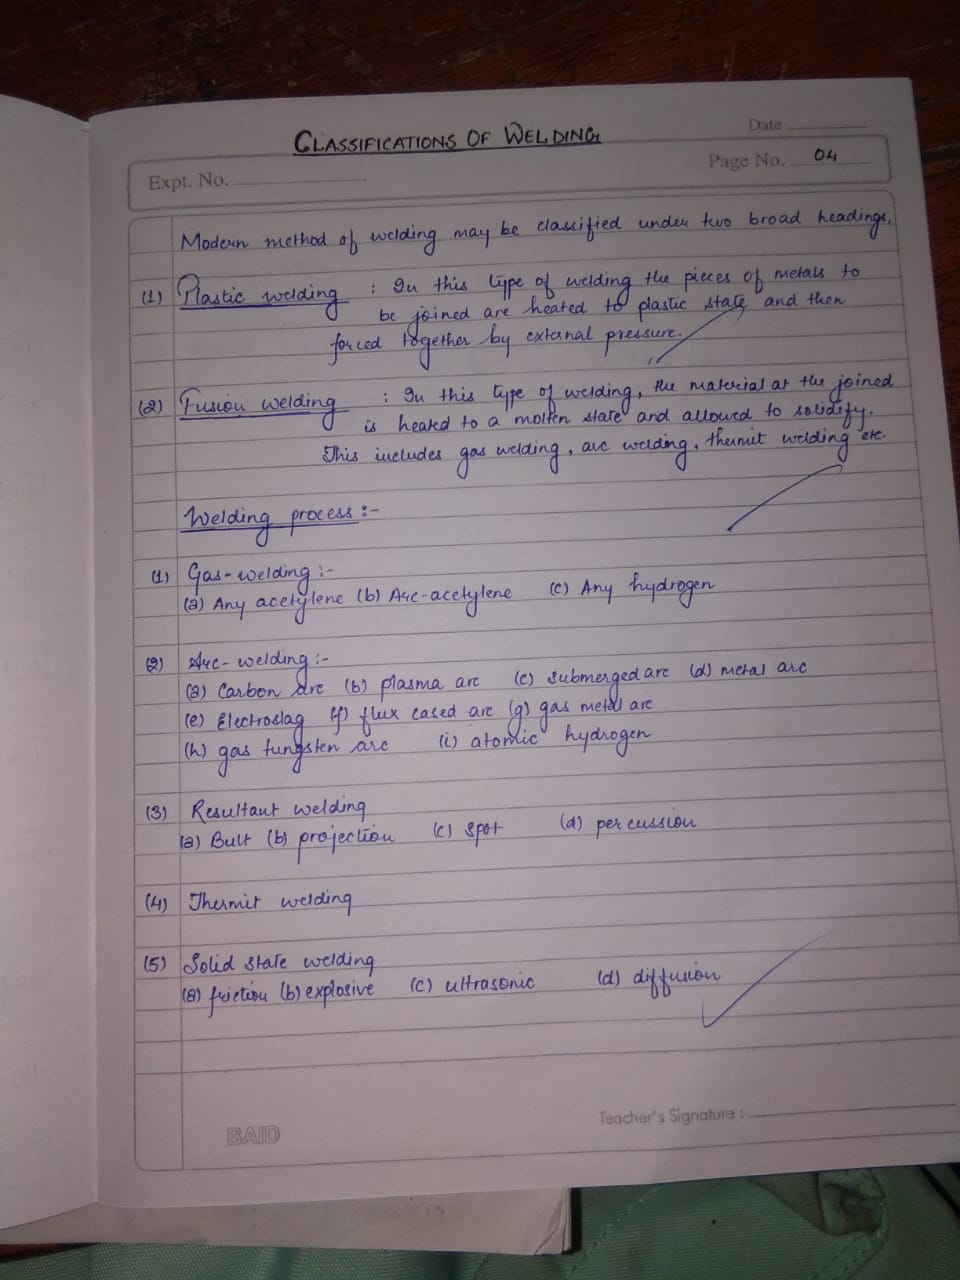 CLASSIFICATIONS OF WELDING
Date
Expt. No.
Page No. 04
Modern method of welding may be classified under two broad headings.
(1) Plastic welding : In this type of welding the pieces of metals to
be joined are heated to plastic state and then
forced together by external pressure.
(2) Fusion welding : In this type of welding, the material at the joined
is heated to a molten state and allowed to solidify.
This includes gas welding, arc welding, thermit welding etc.
Welding process :-
(1) Gas-welding :-
(a) Any acetylene (b) Arc-acetylene (c) Any hydrogen
(2) Arc-welding :-
(a) Carbon arc (b) plasma arc (c) submerged arc (d) metal arc
(e) Electroslag (f) flux cased arc (g) gas metal arc
(h) gas tungsten arc (i) atomic hydrogen
(3) Resultant welding
(a) Butt (b) projection (c) spot (d) percussion
(4) Thermit welding
(5) Solid state welding
(a) friction (b) explosive (c) ultrasonic (d) diffusion
Teacher's Signature :
BAID